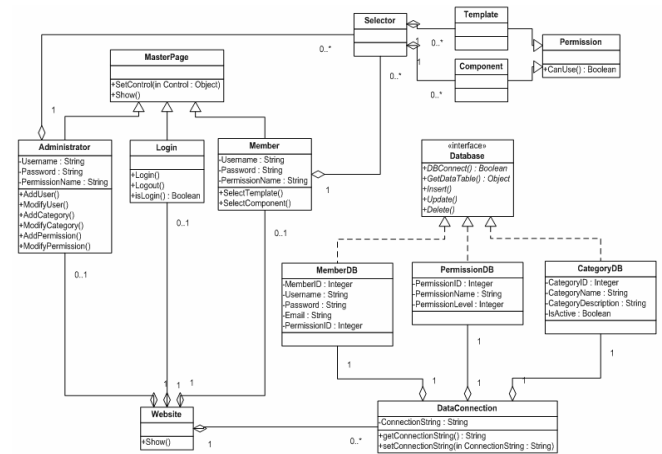 Selector
Template
Permission
+CanUse() : Boolean
Component
1
0..*
1
0..*
0..*
0..*
MasterPage
+SetControl(in Control : Object)
+Show()
1
Administrator
-Username : String
-Password : String
-PermissionName : String
+AddUser()
+ModifyUser()
+AddCategory()
+ModifyCategory()
+AddPermission()
+ModifyPermission()
Login
+Login()
+Logout()
+isLogin() : Boolean
Member
-Username : String
-Password : String
-PermissionName : String
+SelectTemplate()
+SelectComponent()
1
0..1
0..1
0..1
«interface»
Database
+DBConnect() : Boolean
+GetDataTable() : Object
+Insert()
+Update()
+Delete()
MemberDB
-MemberID : Integer
-Username : String
-Password : String
-Email : String
-PermissionID : Integer
PermissionDB
-PermissionID : Integer
-PermissionName : String
-PermissionLevel : Integer
CategoryDB
-CategoryID : Integer
-CategoryName : String
-CategoryDescription : String
-IsActive : Boolean
1
1
1
1
1
1
1
1
1
Website
+Show()
1
0..*
DataConnection
-ConnectionString : String
+getConnectionString() : String
+setConnectionString(in ConnectionString : String)